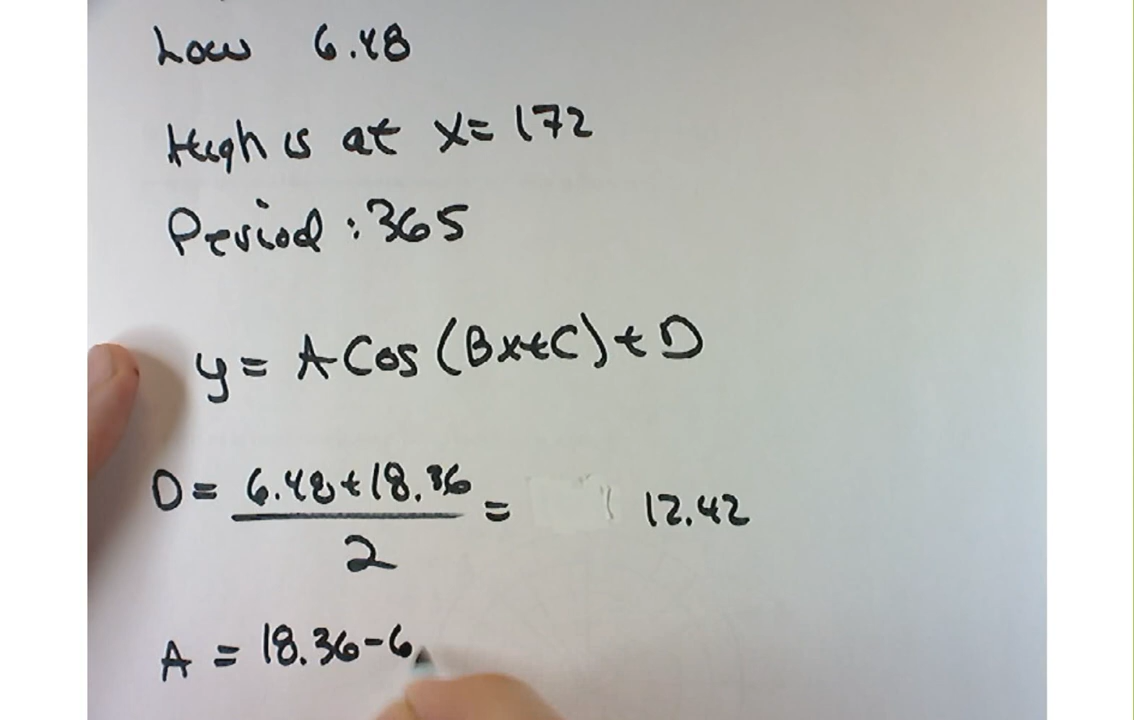 Low 6.48
High is at x = 172
Period : 365
y = A Cos (Bx+C) + D
D = 6.48+18.36 / 2 = 12.42
A = 18.36-6.